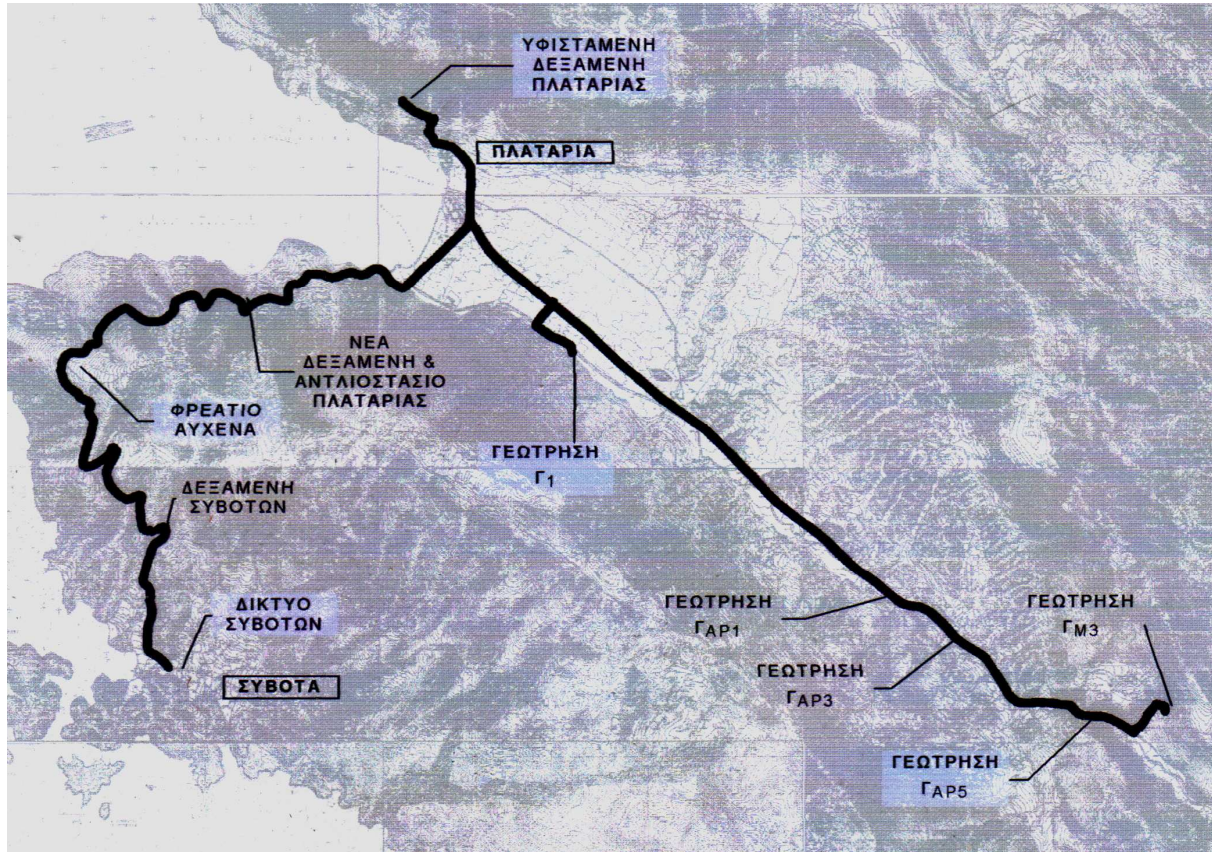 ΥΦΙΣΤΑΜΕΝΗ
ΔΕΞΑΜΕΝΗ
ΠΛΑΤΑΡΙΑΣ
ΠΛΑΤΑΡΙΑ
ΝΕΑ
ΔΕΞΑΜΕΝΗ &
ΑΝΤΛΙΟΣΤΑΣΙΟ
ΠΛΑΤΑΡΙΑΣ
ΦΡΕΑΤΙΟ
ΑΥΧΕΝΑ
ΓΕΩΤΡΗΣΗ
Γ1
ΔΕΞΑΜΕΝΗ
ΣΥΒΟΤΩΝ
ΔΙΚΤΥΟ
ΣΥΒΟΤΩΝ
ΣΥΒΟΤΑ
ΓΕΩΤΡΗΣΗ
ΓΑΡ1
ΓΕΩΤΡΗΣΗ
ΓΜ3
ΓΕΩΤΡΗΣΗ
ΓΑΡ3
ΓΕΩΤΡΗΣΗ
ΓΑΡ5